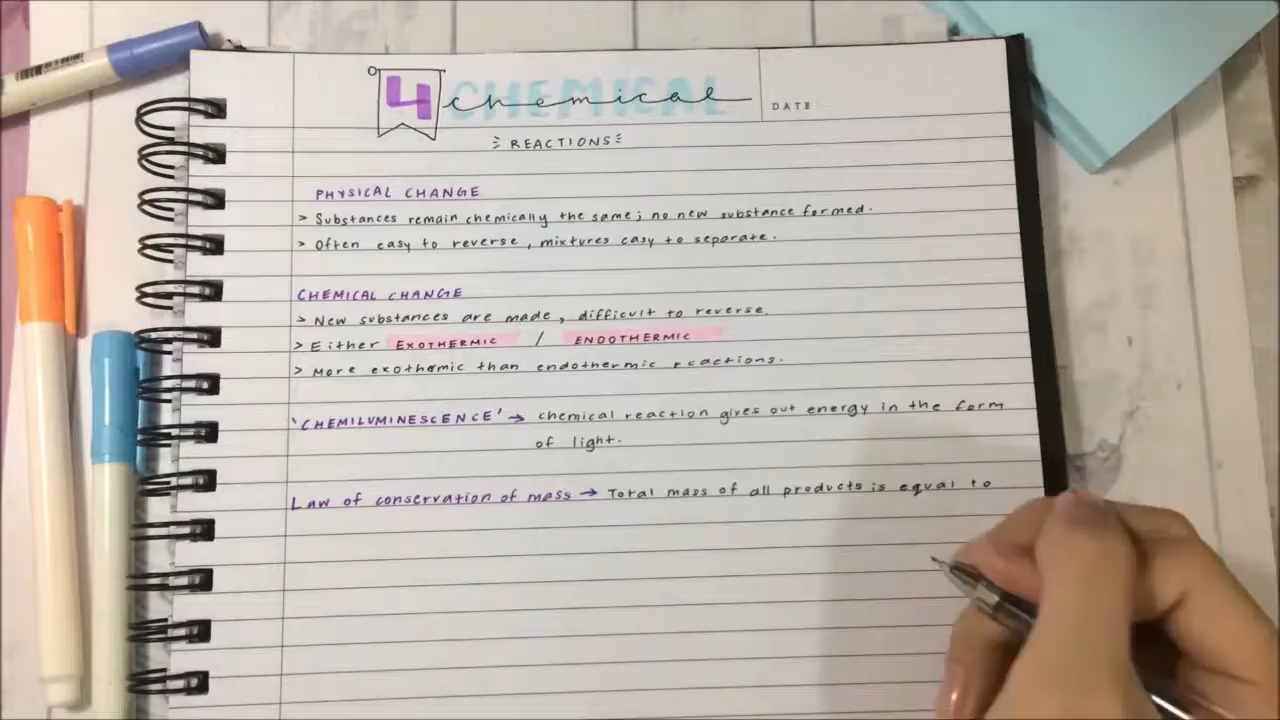 4 chemical CHEMICAL
DATE
REACTIONS
PHYSICAL CHANGE
> Substances remain chemically the same; no new substance formed.
> Often easy to reverse, mixtures easy to separate.
CHEMICAL CHANGE
> New substances are made, difficult to reverse.
> Either EXOTHERMIC / ENDOTHERMIC
> More exothermic than endothermic reactions.
'CHEMILUMINESCENCE' → chemical reaction gives out energy in the form
of light.
Law of conservation of mass → Total mass of all products is equal to